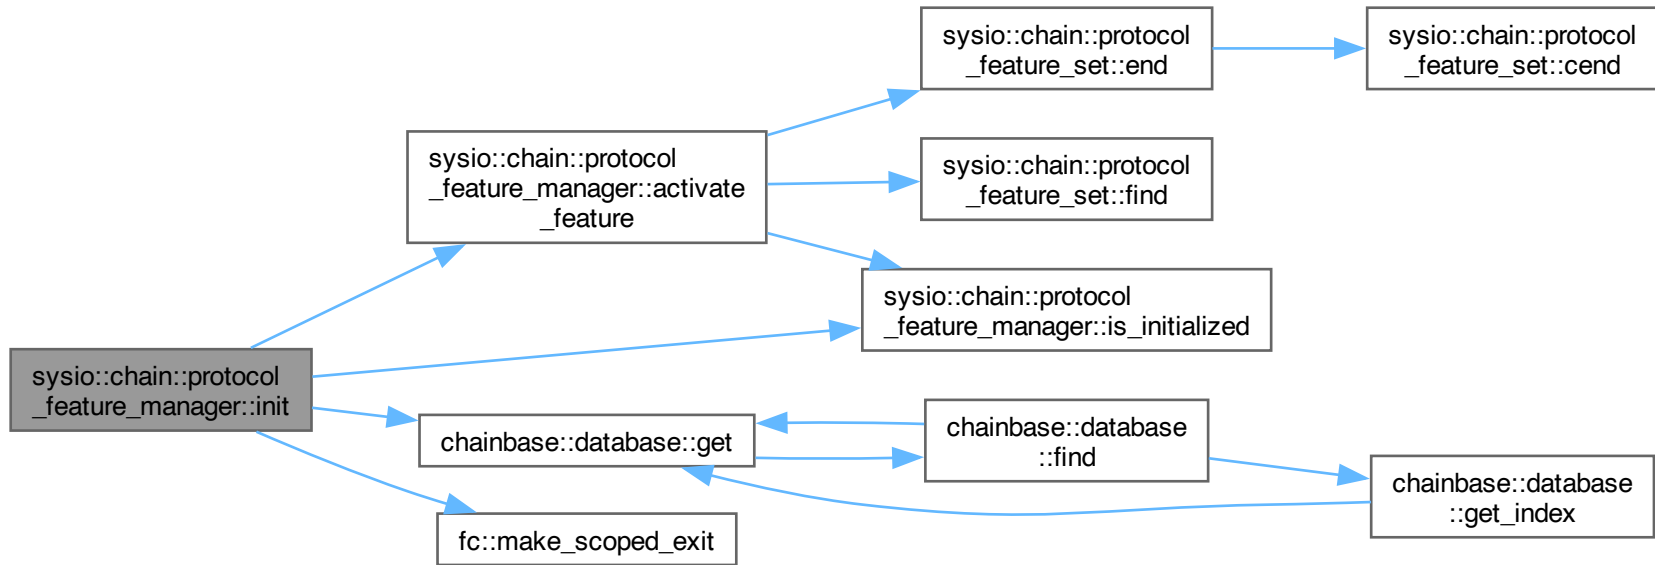 sysio::chain::protocol
_feature_manager::init
sysio::chain::protocol
_feature_manager::activate
_feature
sysio::chain::protocol
_feature_set::end
sysio::chain::protocol
_feature_set::cend
sysio::chain::protocol
_feature_set::find
sysio::chain::protocol
_feature_manager::is_initialized
chainbase::database::get
chainbase::database
::find
chainbase::database
::get_index
fc::make_scoped_exit